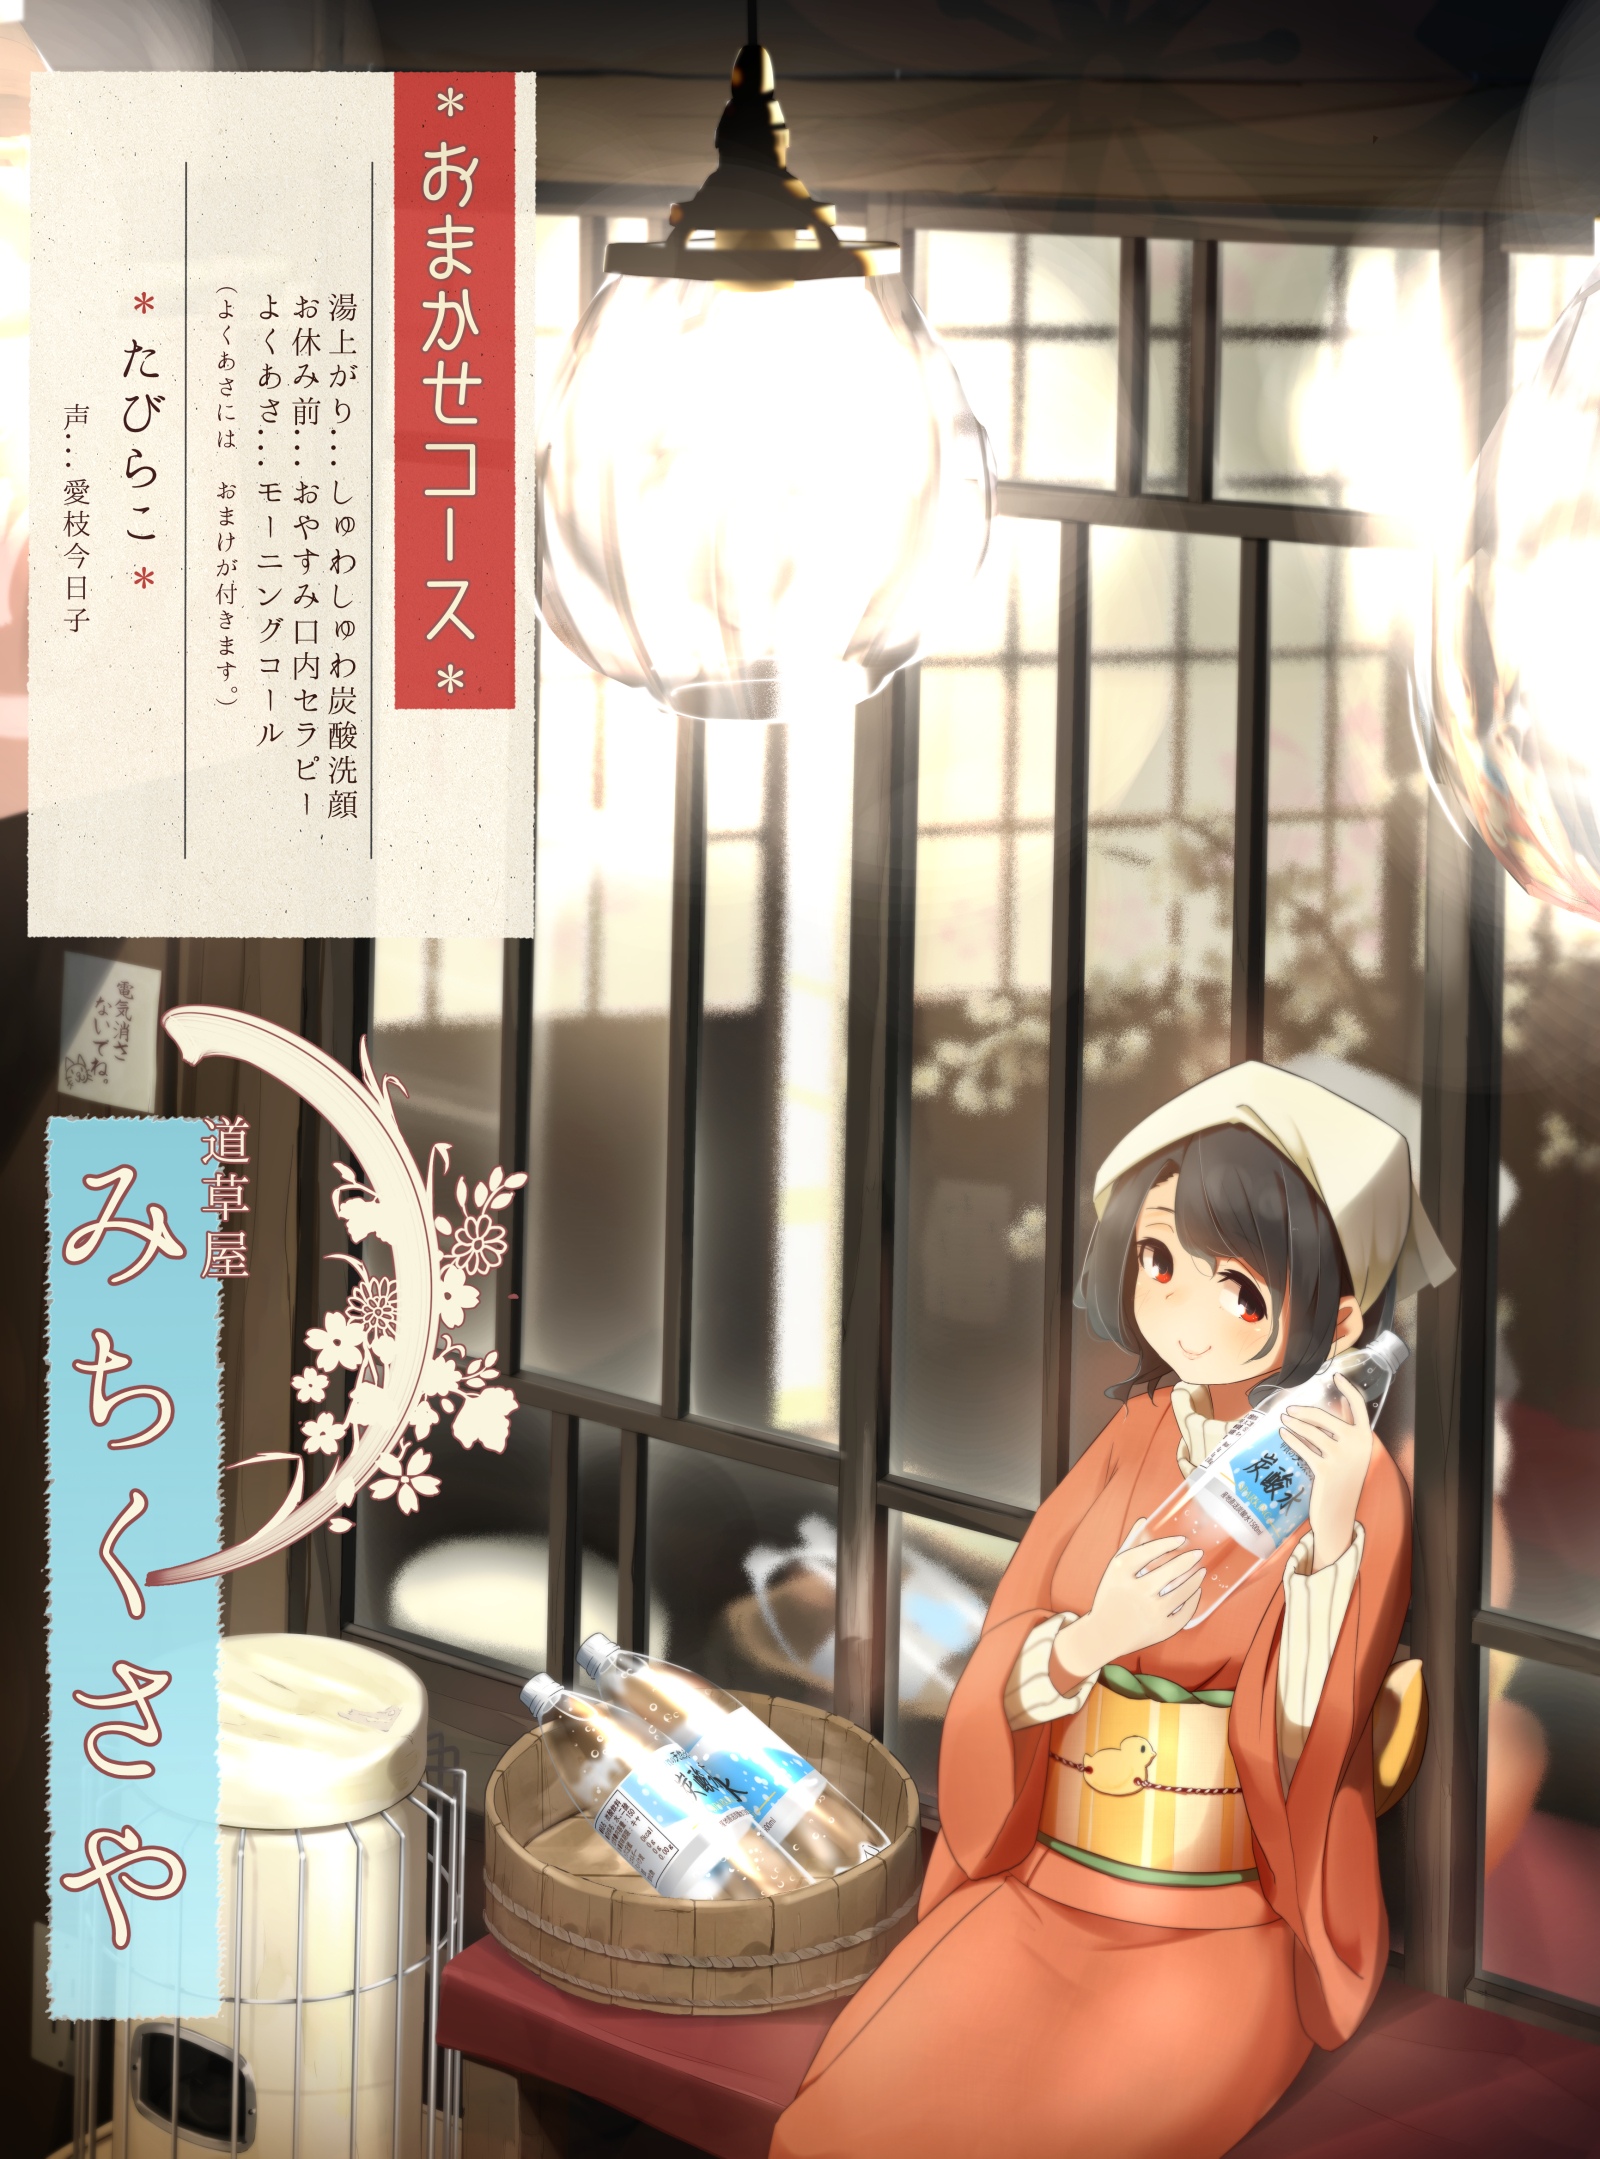 ＊おまかせコース＊
湯上がり‥‥しゅわしゅわ炭酸洗顔
お休み前‥‥おやすみ口内セラピー
よくあさ‥‥モーニングコール
（よくあさには　おまけが付きます。）
＊たびらこ＊
声‥‥愛枝今日子
電気消さ
ないでね。
道草屋
みちくさや
炭酸水
炭酸水